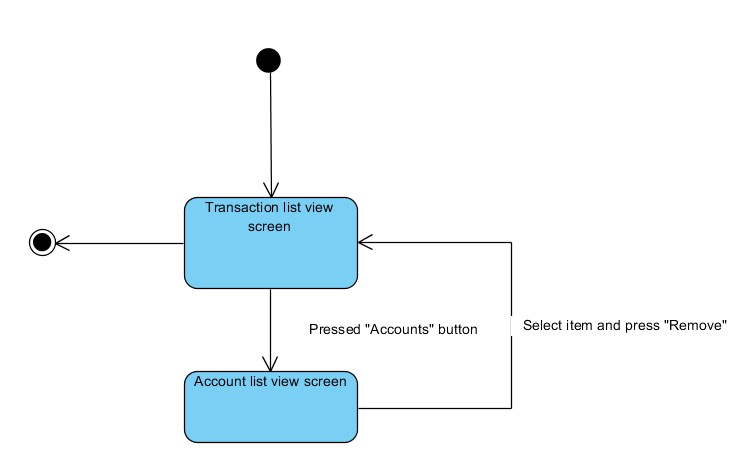 Transaction list view
screen
Pressed "Accounts" button
Select item and press "Remove"
Account list view screen